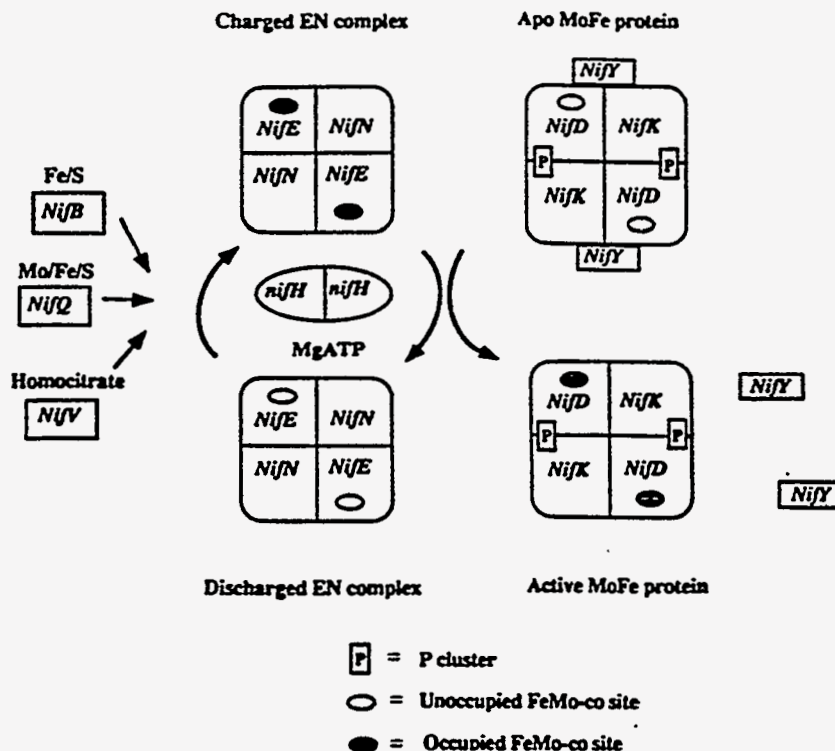 Charged EN complex
Apo MoFe protein
NifY
NifE NifN
NifD NifK
P P
NifN NifE
NifK NifD
NifY
Fe/S
NifB
Mo/Fe/S
NifQ
Homocitrate
NifV
nifH nifH
MgATP
NifE NifN
NifN NifE
NifD NifK
P P
NifK NifD
NifY
NifY
Discharged EN complex
Active MoFe protein
P = P cluster
= Unoccupied FeMo-co site
= Occupied FeMo-co site